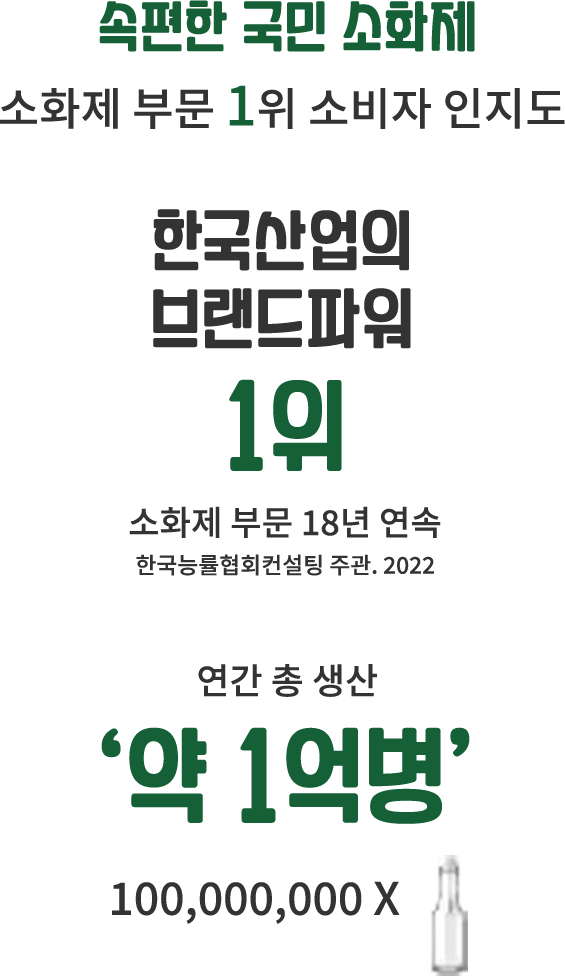 속편한 국민 소화제
소화제 부문 1위 소비자 인지도
한국산업의
브랜드파워
1위
소화제 부문 18년 연속
한국능률협회컨설팅 주관. 2022
연간 총 생산
‘약 1억병’
100,000,000 X